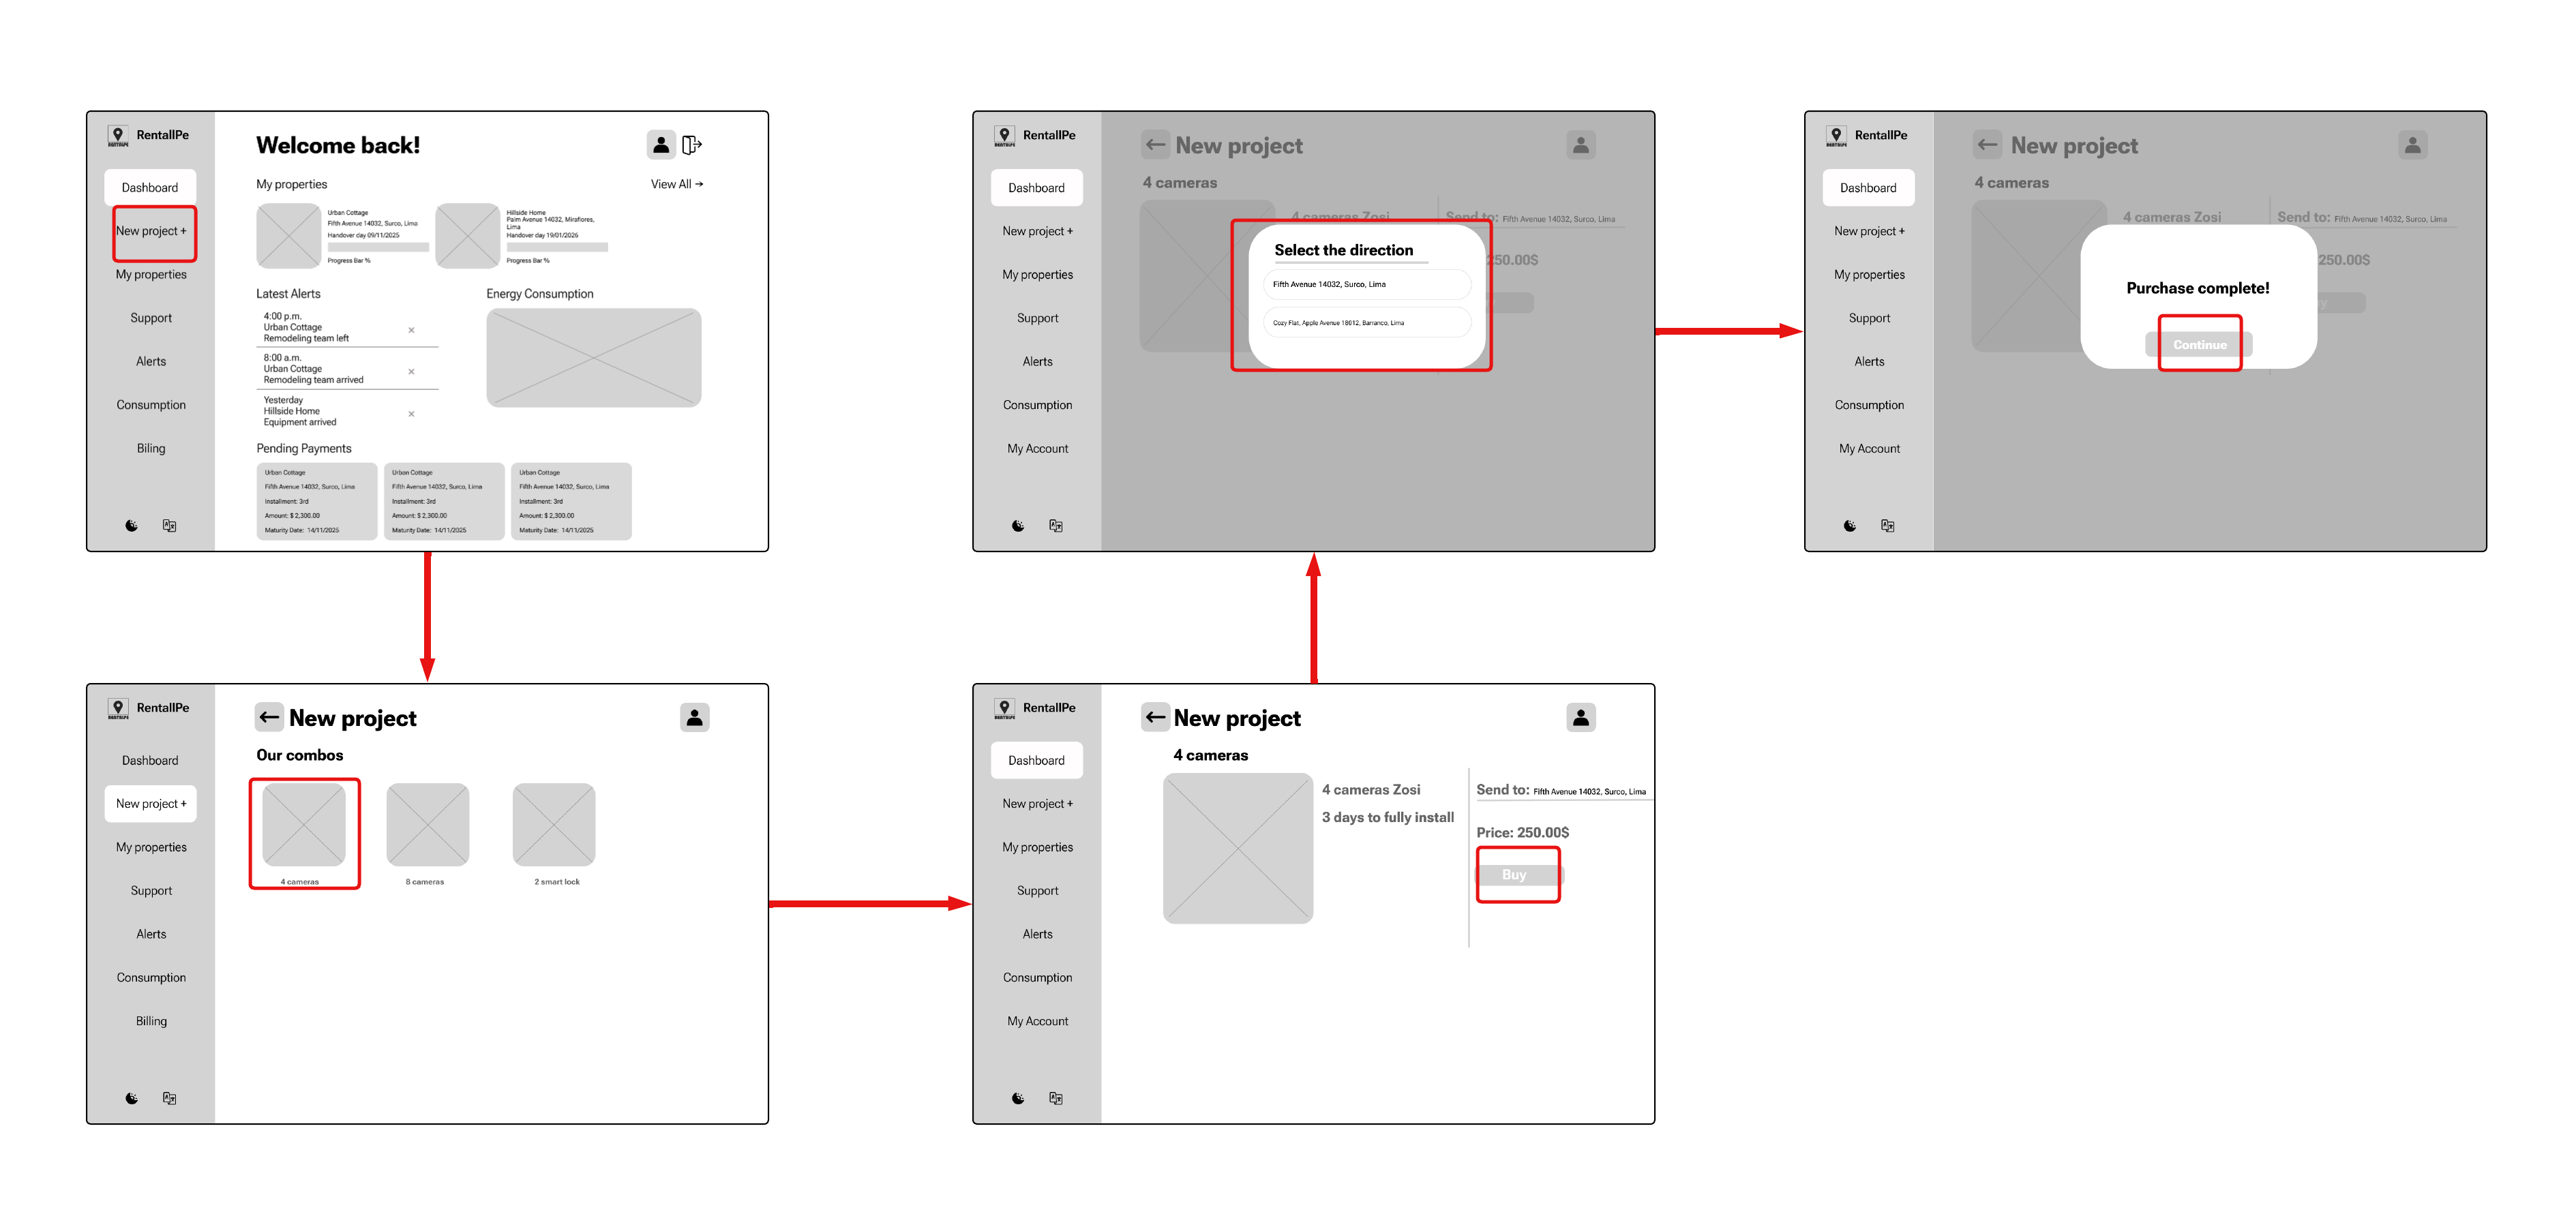 RentallPe
Dashboard
New project +
My properties
Support
Alerts
Consumption
Biling
Welcome back!
My properties
View All →
Urban Cottage
Fifth Avenue 14032, Surco, Lima
Handover day 09/11/2025
Progress Bar %
Hillside Home
Palm Avenue 14032, Miraflores,
Lima
Handover day 19/01/2026
Progress Bar %
Latest Alerts
4:00 p.m.
Urban Cottage
Remodeling team left
8:00 a.m.
Urban Cottage
Remodeling team arrived
Yesterday
Hillside Home
Equipment arrived
Energy Consumption
Pending Payments
Urban Cottage
Fifth Avenue 14032, Surco, Lima
Installment: 3rd
Amount: $ 2,300.00
Maturity Date: 14/11/2025
Urban Cottage
Fifth Avenue 14032, Surco, Lima
Installment: 3rd
Amount: $ 2,300.00
Maturity Date: 14/11/2025
Urban Cottage
Fifth Avenue 14032, Surco, Lima
Installment: 3rd
Amount: $ 2,300.00
Maturity Date: 14/11/2025
RentallPe
Dashboard
New project +
My properties
Support
Alerts
Consumption
My Account
New project
4 cameras
4 cameras Zosi
Send to: Fifth Avenue 14032, Surco, Lima
250.00$
Select the direction
Fifth Avenue 14032, Surco, Lima
Cozy Flat, Apple Avenue 18012, Barranco, Lima
RentallPe
Dashboard
New project +
My properties
Support
Alerts
Consumption
My Account
New project
4 cameras
4 cameras Zosi
Send to: Fifth Avenue 14032, Surco, Lima
250.00$
Purchase complete!
Continue
RentallPe
Dashboard
New project +
My properties
Support
Alerts
Consumption
Billing
New project
Our combos
4 cameras
8 cameras
2 smart lock
RentallPe
Dashboard
New project +
My properties
Support
Alerts
Consumption
My Account
New project
4 cameras
4 cameras Zosi
3 days to fully install
Send to: Fifth Avenue 14032, Surco, Lima
Price: 250.00$
Buy